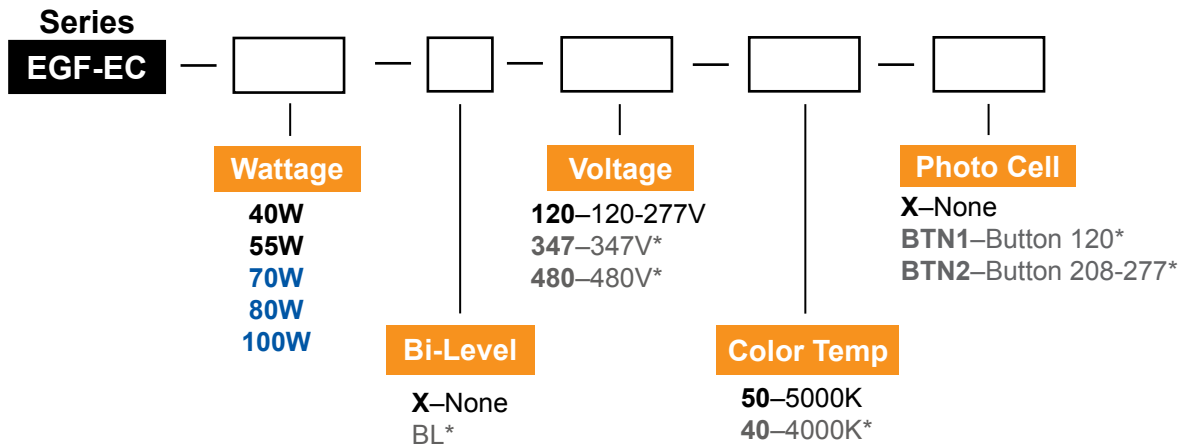 Series
EGF-EC
Wattage
40W
55W
70W
80W
100W
Bi-Level
X–None
BL*
Voltage
120–120-277V
347–347V*
480–480V*
Color Temp
50–5000K
40–4000K*
Photo Cell
X–None
BTN1–Button 120*
BTN2–Button 208-277*